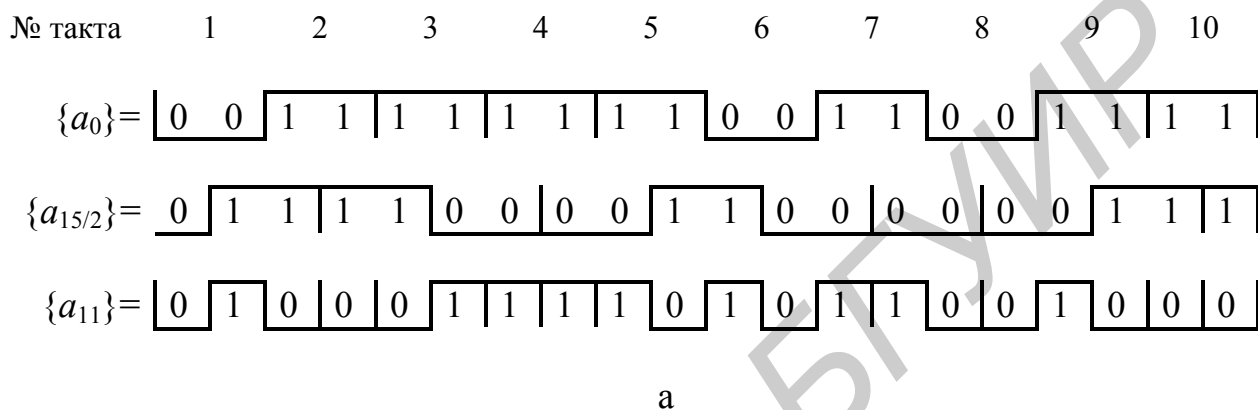 № такта 1 2 3 4 5 6 7 8 9 10
{a0}= 0 0 1 1 1 1 1 1 1 1 0 0 1 1 0 0 1 1 1 1
{a15/2}= 0 1 1 1 1 0 0 0 0 1 1 0 0 0 0 0 0 1 1 1
{a11}= 0 1 0 0 0 1 1 1 1 0 1 0 1 1 0 0 1 0 0 0
а
БГУИР